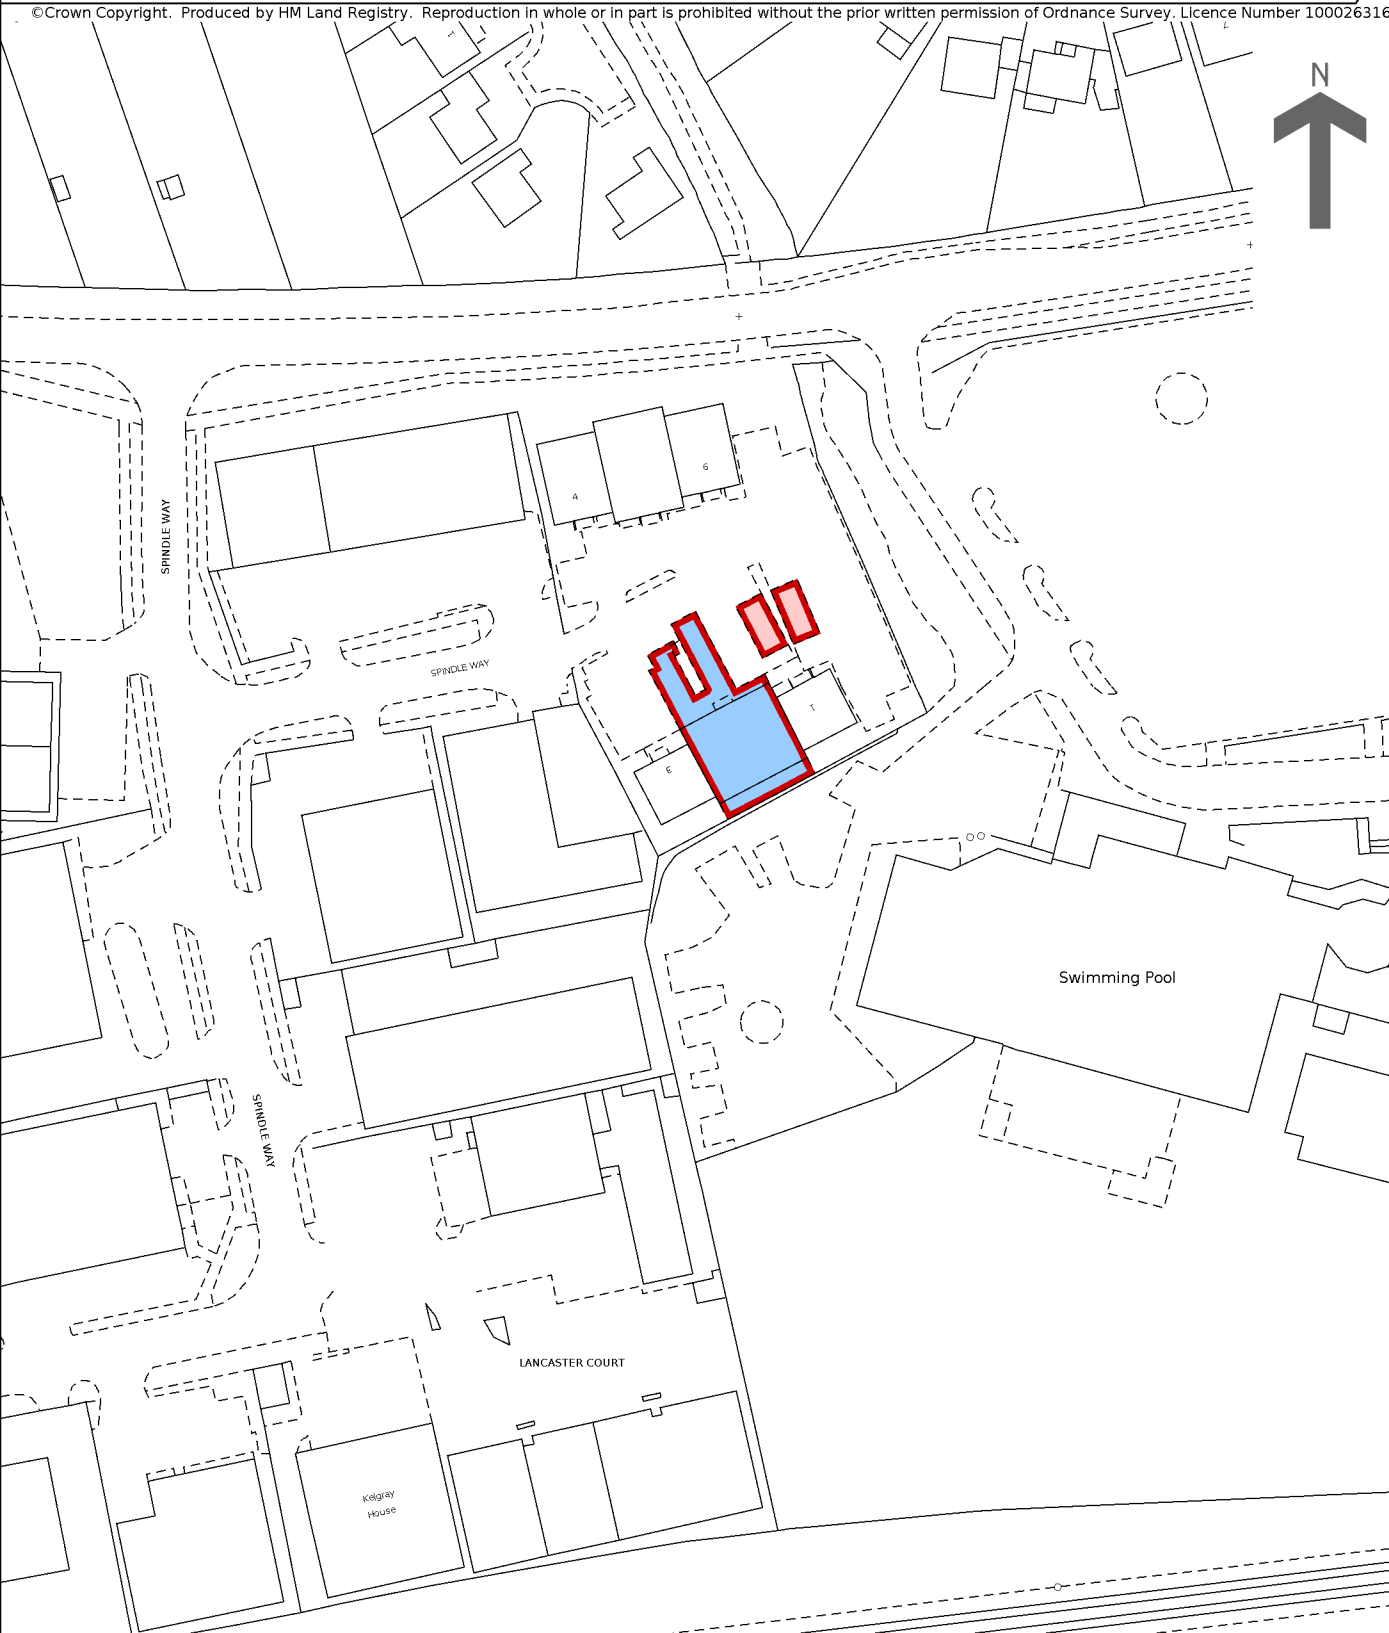 ©Crown Copyright. Produced by HM Land Registry. Reproduction in whole or in part is prohibited without the prior written permission of Ordnance Survey. Licence Number 100026316
N
SPINDLE WAY
4
6
SPINDLE WAY
1
3
Swimming Pool
SPINDLE WAY
LANCASTER COURT
Kelgray
House